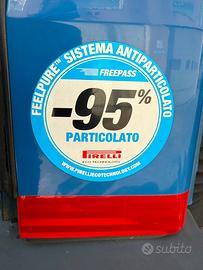 FEELPURE™ SISTEMA ANTIPARTICOLATO
FREEPASS
-95%
PARTICOLATO
PIRELLI
ECO TECHNOLOGY
WWW.PIRELLIECOTECHNOLOGY.COM
subito